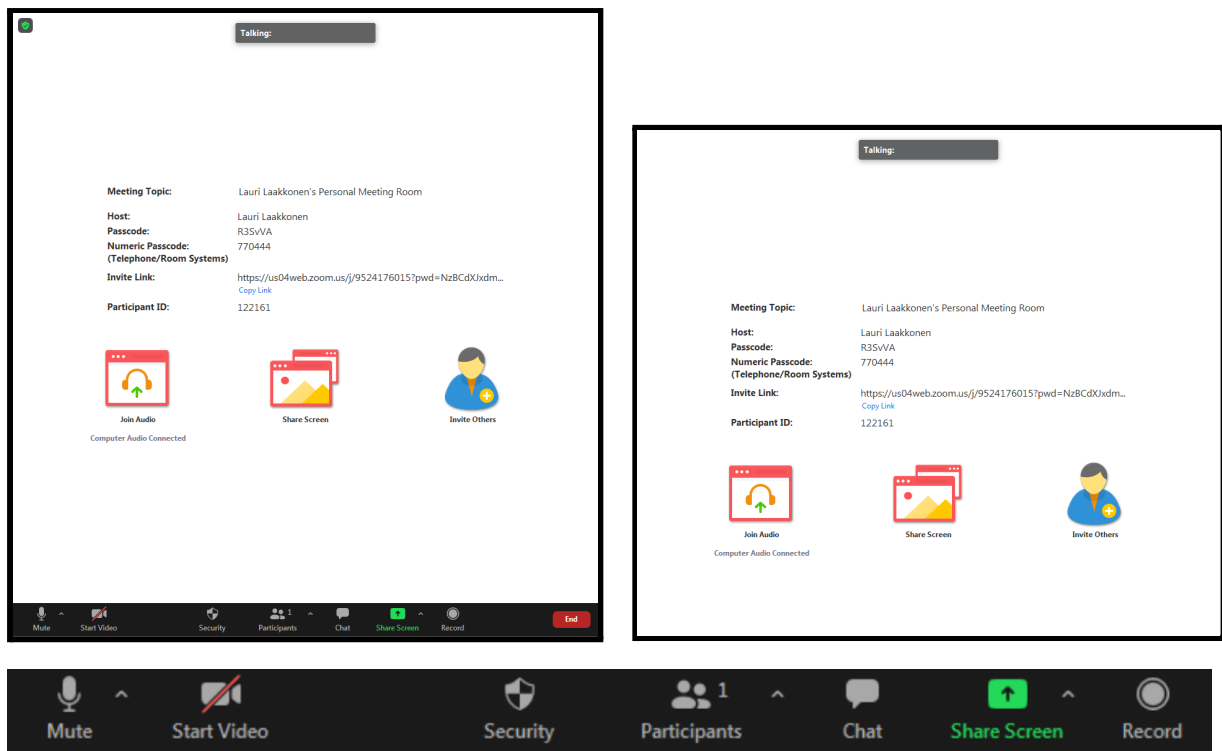 Talking:
Meeting Topic: Lauri Laakkonen's Personal Meeting Room
Host: Lauri Laakkonen
Passcode: R3SvVA
Numeric Passcode: 770444
(Telephone/Room Systems)
Invite Link: https://us04web.zoom.us/j/9524176015?pwd=NzBCdXJxdm...
Copy Link
Participant ID: 122161
Join Audio Share Screen Invite Others
Computer Audio Connected
Mute Start Video Security Participants 1 Chat Share Screen Record End
Talking:
Meeting Topic: Lauri Laakkonen's Personal Meeting Room
Host: Lauri Laakkonen
Passcode: R3SvVA
Numeric Passcode: 770444
(Telephone/Room Systems)
Invite Link: https://us04web.zoom.us/j/9524176015?pwd=NzBCdXJxdm...
Copy Link
Participant ID: 122161
Join Audio Share Screen Invite Others
Computer Audio Connected
Mute Start Video Security Participants 1 Chat Share Screen Record